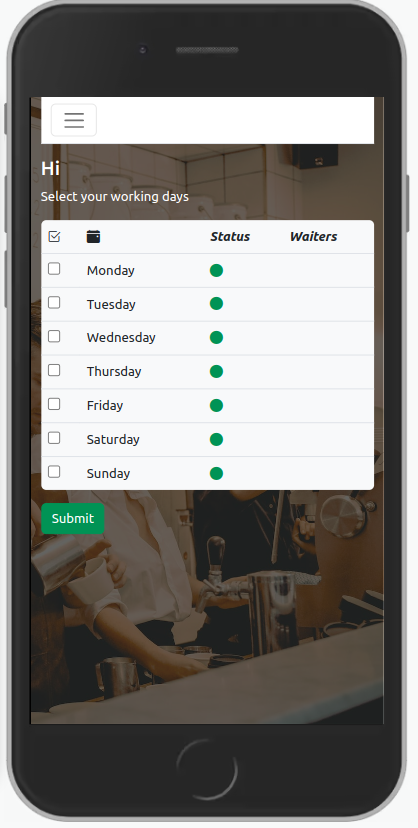 Hi
Select your working days
Status Waiters
Monday
Tuesday
Wednesday
Thursday
Friday
Saturday
Sunday
Submit